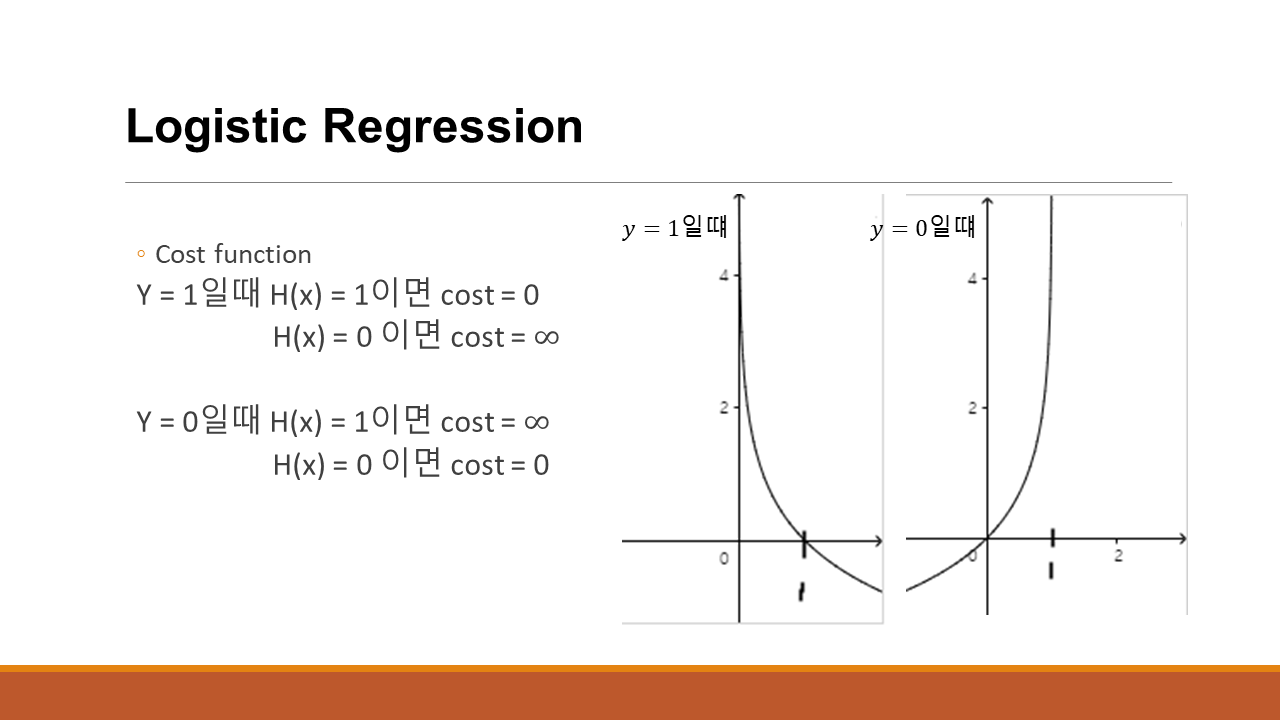 Logistic Regression
Cost function
Y = 1일때 H(x) = 1이면 cost = 0
H(x) = 0 이면 cost = ∞
Y = 0일때 H(x) = 1이면 cost = ∞
H(x) = 0 이면 cost = 0
y = 1일떄
4
2
0
1
y = 0일떄
4
2
0
2
1